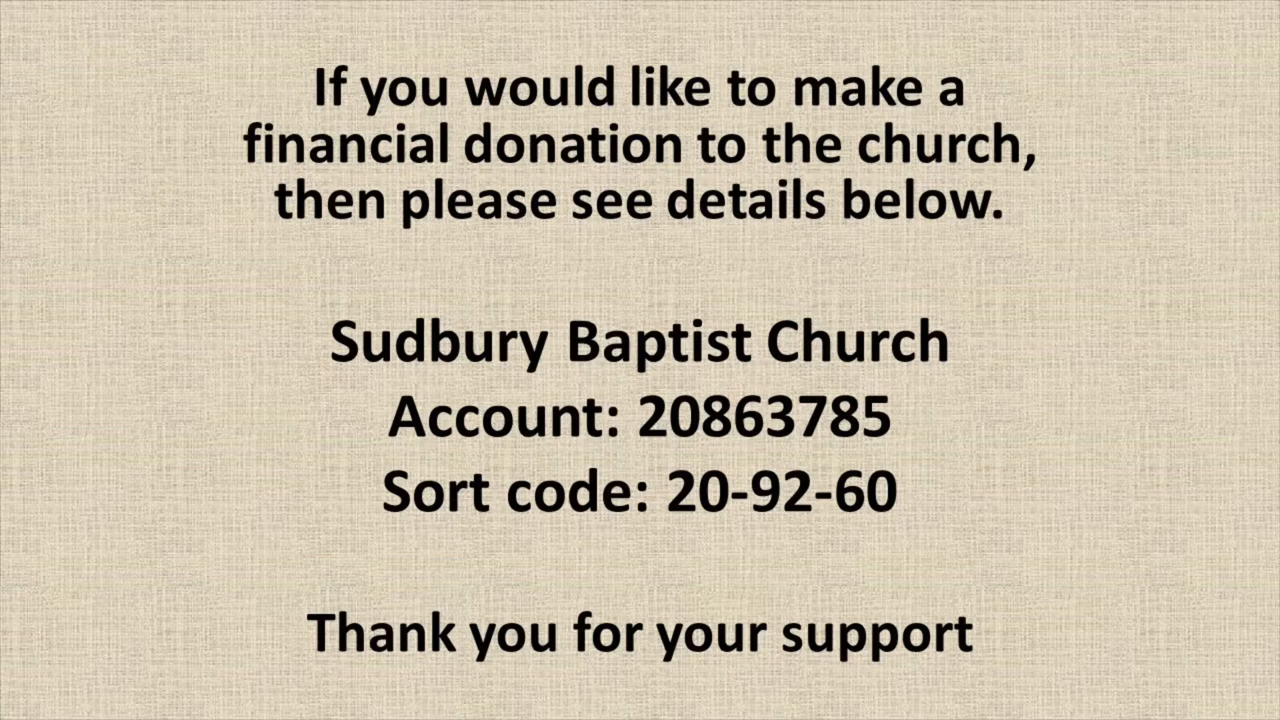 If you would like to make a
financial donation to the church,
then please see details below.
Sudbury Baptist Church
Account: 20863785
Sort code: 20-92-60
Thank you for your support